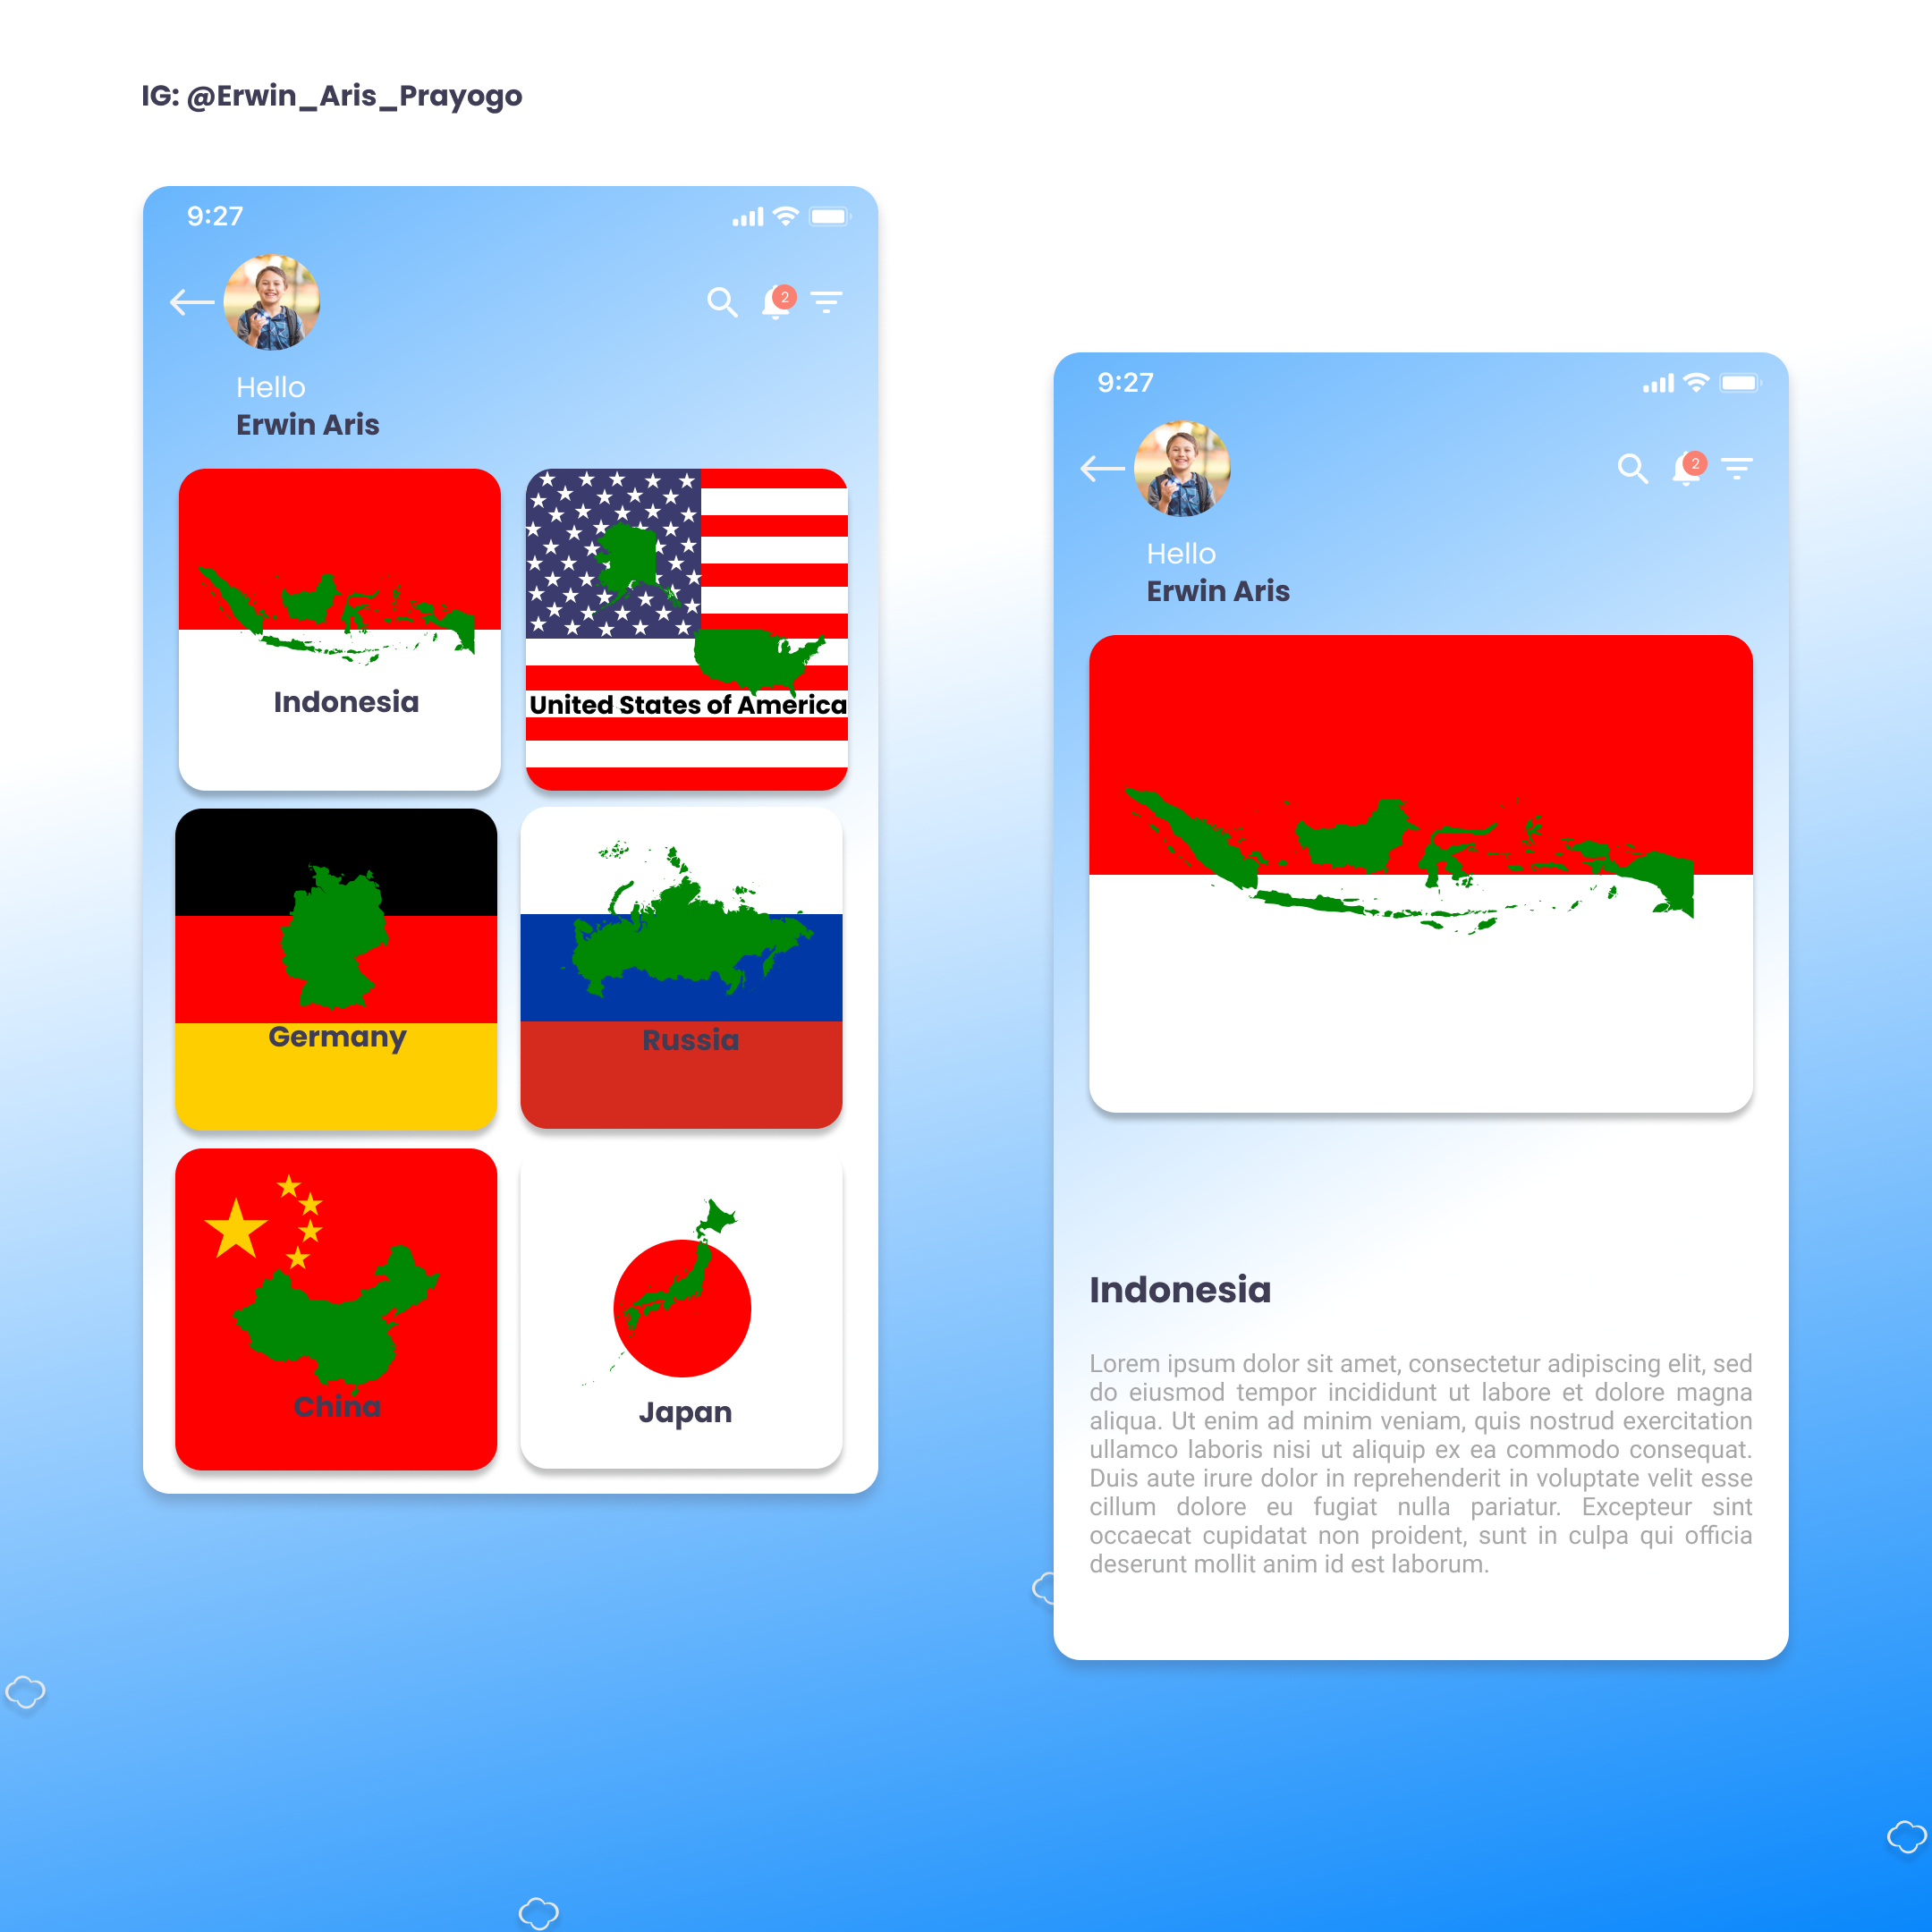 IG: @Erwin_Aris_Prayogo
9:27
2
Hello
Erwin Aris
Indonesia
United States of America
Germany
Russia
China
Japan
9:27
2
Hello
Erwin Aris
Indonesia
Lorem ipsum dolor sit amet, consectetur adipiscing elit, sed
do eiusmod tempor incididunt ut labore et dolore magna
aliqua. Ut enim ad minim veniam, quis nostrud exercitation
ullamco laboris nisi ut aliquip ex ea commodo consequat.
Duis aute irure dolor in reprehenderit in voluptate velit esse
cillum dolore eu fugiat nulla pariatur. Excepteur sint
occaecat cupidatat non proident, sunt in culpa qui officia
deserunt mollit anim id est laborum.